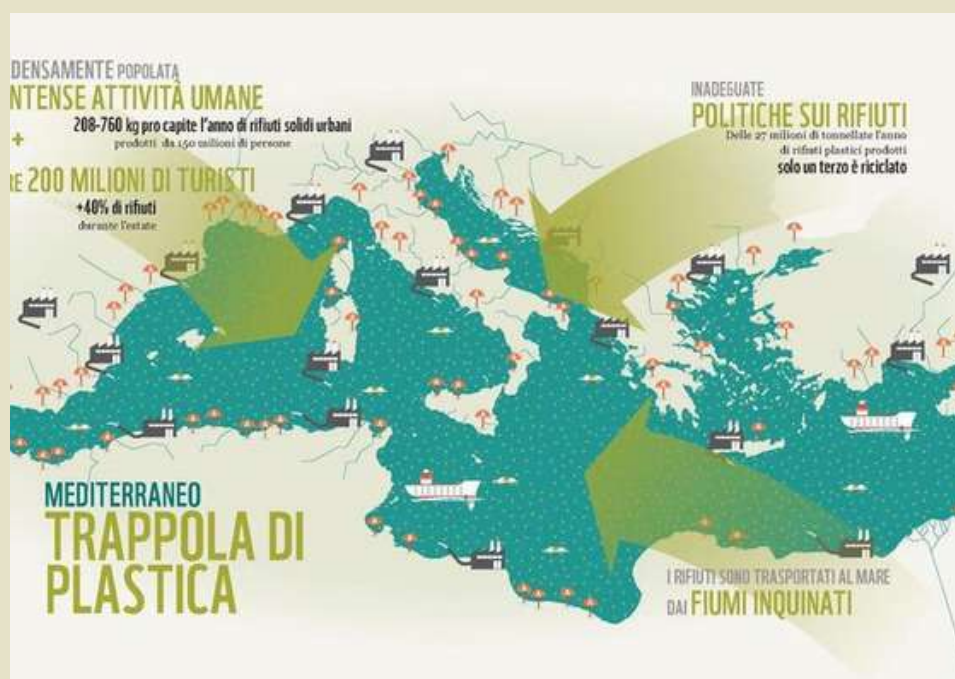 DENSAMENTE POPOLATA
NTENSE ATTIVITÀ UMANE
208-760 kg pro capite l'anno di rifiuti solidi urbani
prodotti da 150 milioni di persone
+
RE 200 MILIONI DI TURISTI
+40% di rifiuti
durante l'estate
INADEGUATE
POLITICHE SUI RIFIUTI
Delle 27 milioni di tonnellate l'anno
di rifiuti plastici prodotti
solo un terzo è riciclato
MEDITERRANEO
TRAPPOLA DI
PLASTICA
I RIFIUTI SONO TRASPORTATI AL MARE
DAI FIUMI INQUINATI